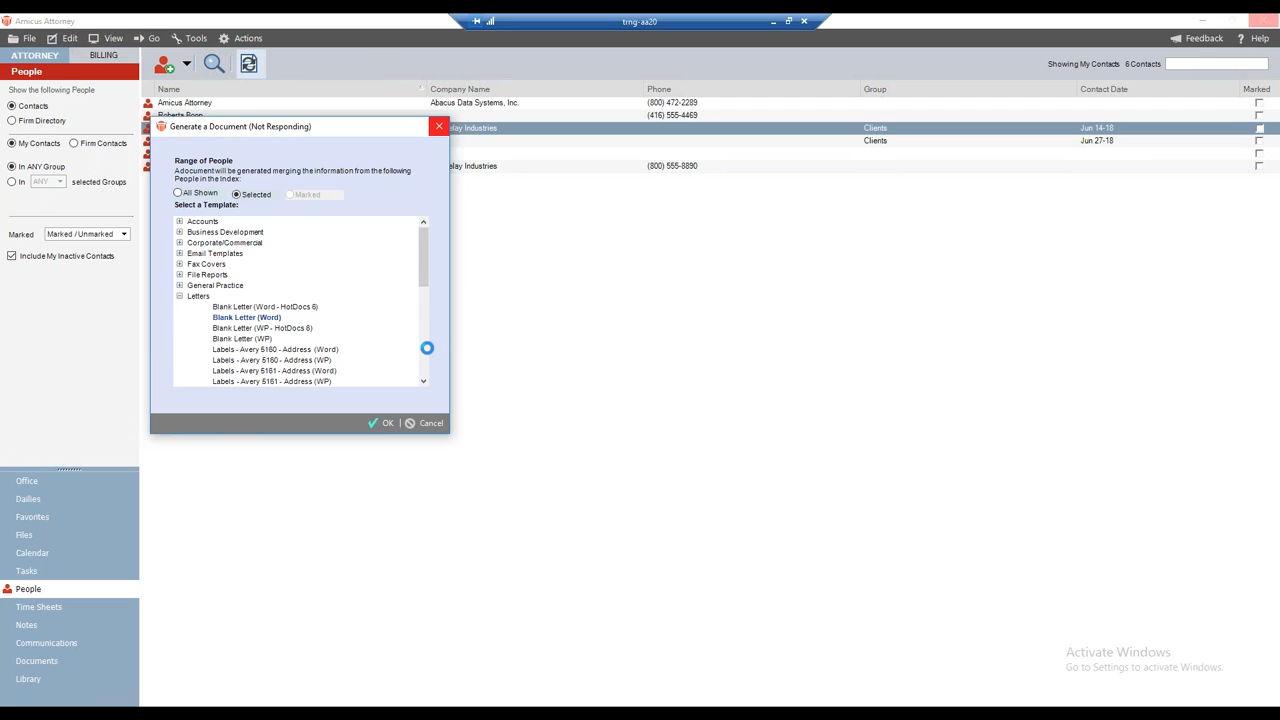 Amicus Attorney
trng-aa20
File Edit View Go Tools Actions Feedback ? Help
ATTORNEY BILLING
People
Showing My Contacts 6 Contacts
Show the following People
Contacts
Firm Directory
My Contacts Firm Contacts
In ANY Group
In ANY selected Groups
Marked Marked / Unmarked
Include My Inactive Contacts
Name Company Name Phone Group Contact Date Marked
Amicus Attorney Abacus Data Systems, Inc. (800) 472-2289
(416) 555-4469
elay Industries Clients Jun 14-18
Clients Jun 27-18
elay Industries (800) 555-8890
Generate a Document (Not Responding)
Range of People
A document will be generated merging the information from the following
People in the Index:
All Shown Selected Marked
Select a Template:
Accounts
Business Development
Corporate/Commercial
Email Templates
Fax Covers
File Reports
General Practice
Letters
Blank Letter (Word - HotDocs 6)
Blank Letter (Word)
Blank Letter (WP - HotDocs 6)
Blank Letter (WP)
Labels - Avery 5160 - Address (Word)
Labels - Avery 5160 - Address (WP)
Labels - Avery 5161 - Address (Word)
Labels - Avery 5161 - Address (WP)
OK | Cancel
Office
Dailies
Favorites
Files
Calendar
Tasks
People
Time Sheets
Notes
Communications
Documents
Library
Activate Windows
Go to Settings to activate Windows.